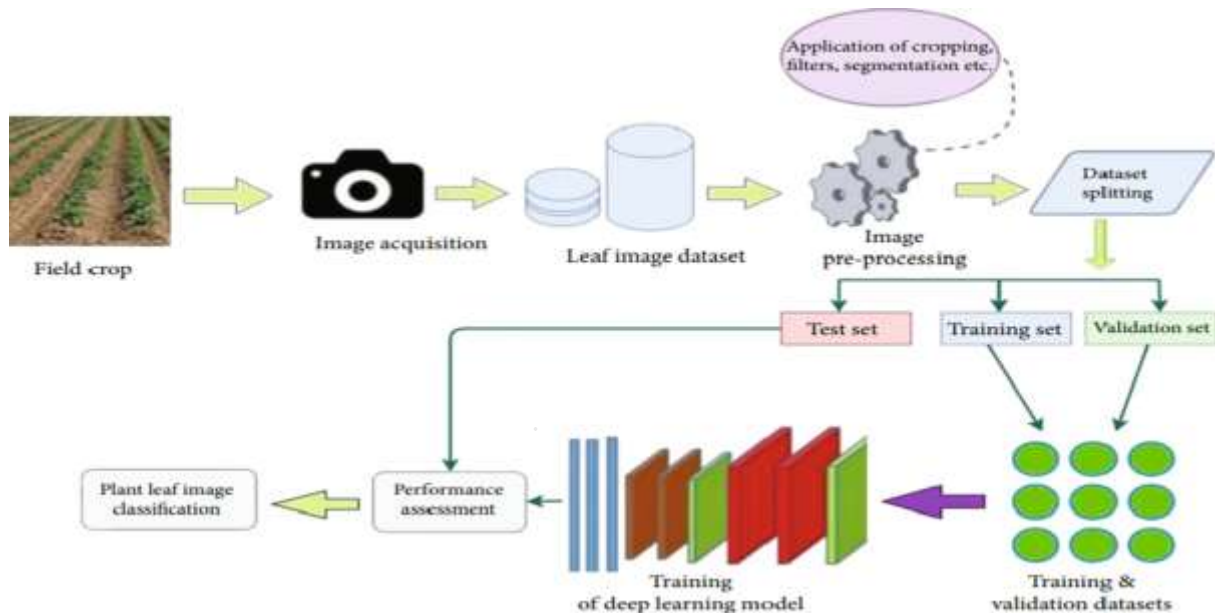 Application of cropping,
filters, segmentation etc.
Field crop
Image acquisition
Leaf image dataset
Image
pre-processing
Dataset
splitting
Test set
Training set
Validation set
Plant leaf image
classification
Performance
assessment
Training
of deep learning model
Training &
validation datasets